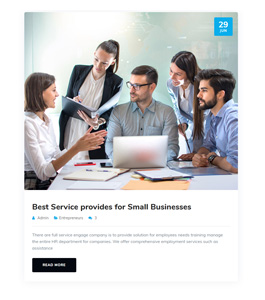 29
JUN
Best Service provides for Small Businesses
Admin Entrepreneurs 3
There are full service engage company is to provide solution for employees needs training manage
the entire HR department for companies. We offer comprehensive employment services such as
assistance
READ MORE